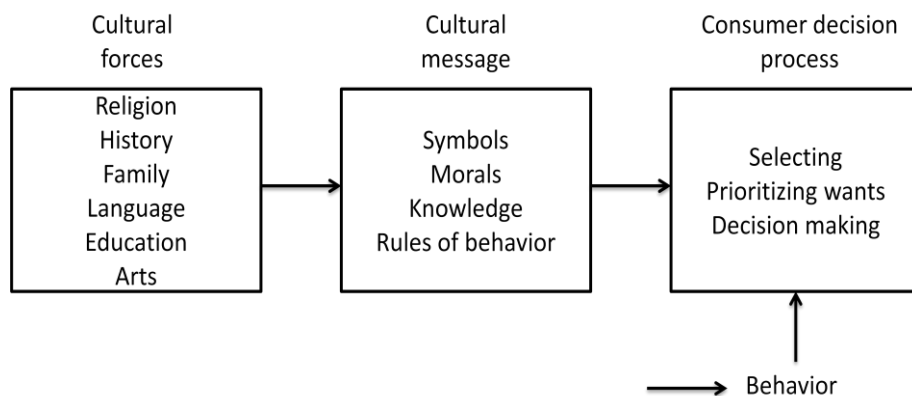 Cultural
forces
Religion
History
Family
Language
Education
Arts
Cultural
message
Symbols
Morals
Knowledge
Rules of behavior
Consumer decision
process
Selecting
Prioritizing wants
Decision making
Behavior